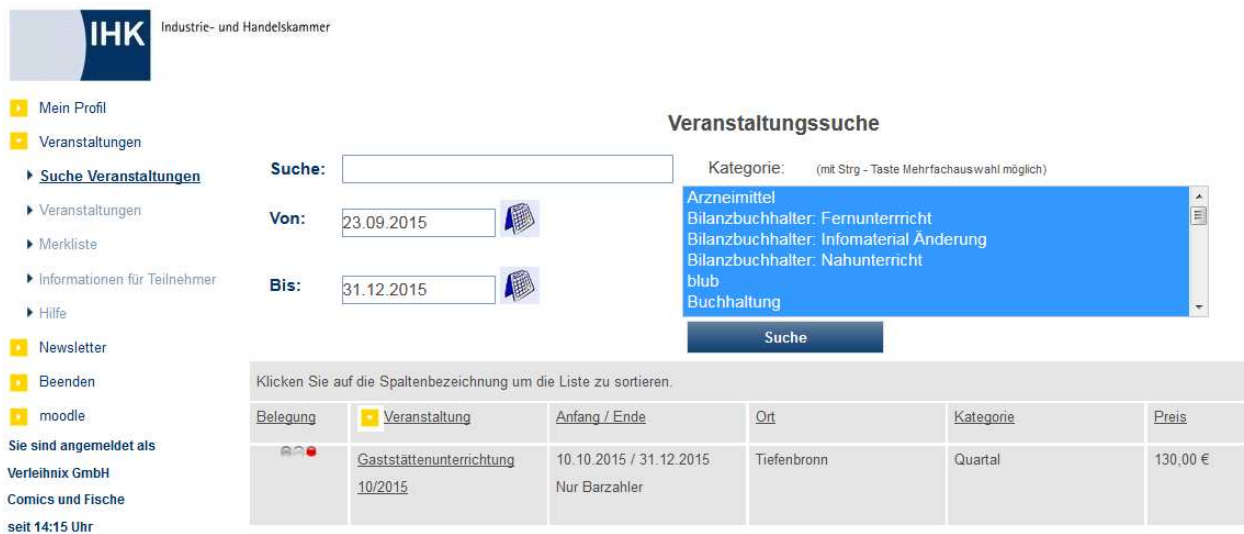 IHK
Industrie- und Handelskammer
Mein Profil
Veranstaltungen
Suche Veranstaltungen
Veranstaltungen
Merkliste
Informationen für Teilnehmer
Hilfe
Newsletter
Beenden
moodle
Sie sind angemeldet als
Verleihnix GmbH
Comics und Fische
seit 14:15 Uhr
Veranstaltungssuche
Suche:
Von: 23.09.2015
Bis: 31.12.2015
Kategorie: (mit Strg - Taste Mehrfachauswahl möglich)
Arzneimittel
Bilanzbuchhalter: Fernunterrricht
Bilanzbuchhalter: Infomaterial Änderung
Bilanzbuchhalter: Nahunterricht
blub
Buchhaltung
Suche
Klicken Sie auf die Spaltenbezeichnung um die Liste zu sortieren.
Belegung Veranstaltung Anfang / Ende Ort Kategorie Preis
Gaststättenunterrichtung 10.10.2015 / 31.12.2015 Tiefenbronn Quartal 130,00 €
10/2015 Nur Barzahler